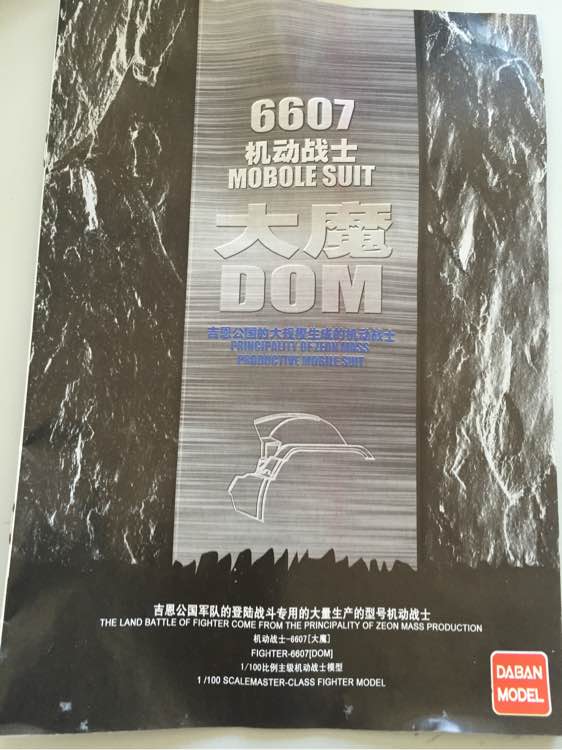 6607
机动战士
MOBOLE SUIT
大魔
DOM
吉恩公国的大规模生成的机动战士
PRINCIPALITY OF ZEON MASS
PRODUCTIVE MOBILE SUIT
吉恩公国军队的登陆战斗专用的大量生产的型号机动战士
THE LAND BATTLE OF FIGHTER COME FROM THE PRINCIPALITY OF ZEON MASS PRODUCTION
机动战士-6607[大魔]
FIGHTER-6607[DOM]
1/100比例主级机动战士模型
1/100 SCALEMASTER-CLASS FIGHTER MODEL
DABAN
MODEL